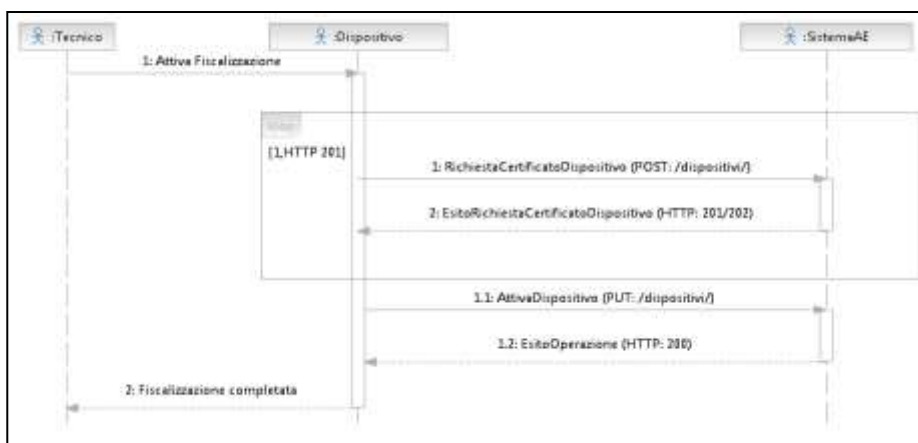 :Tecnico
:Dispositivo
:SistemaAE
1: Attiva Fiscalizzazione
[1,HTTP 201]
1: RichiestaCertificatoDispositivo (POST: /dispositivi/)
2: EsitoRichiestaCertificatoDispositivo (HTTP: 201/202)
1.1: AttivaDispositivo (PUT: /dispositivi/)
1.2: EsitoOperazione (HTTP: 200)
2: Fiscalizzazione completata